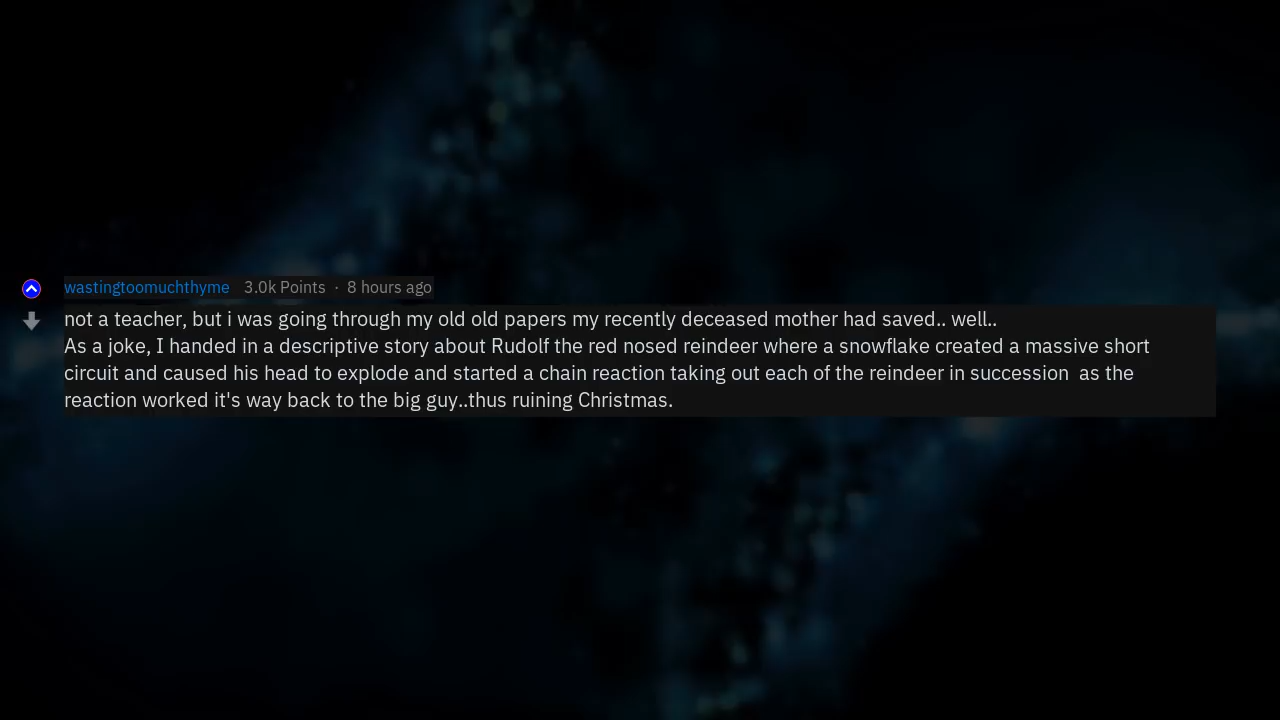 wastingtoomuchthyme 3.0k Points · 8 hours ago
not a teacher, but i was going through my old old papers my recently deceased mother had saved.. well..
As a joke, I handed in a descriptive story about Rudolf the red nosed reindeer where a snowflake created a massive short
circuit and caused his head to explode and started a chain reaction taking out each of the reindeer in succession  as the
reaction worked it's way back to the big guy..thus ruining Christmas.